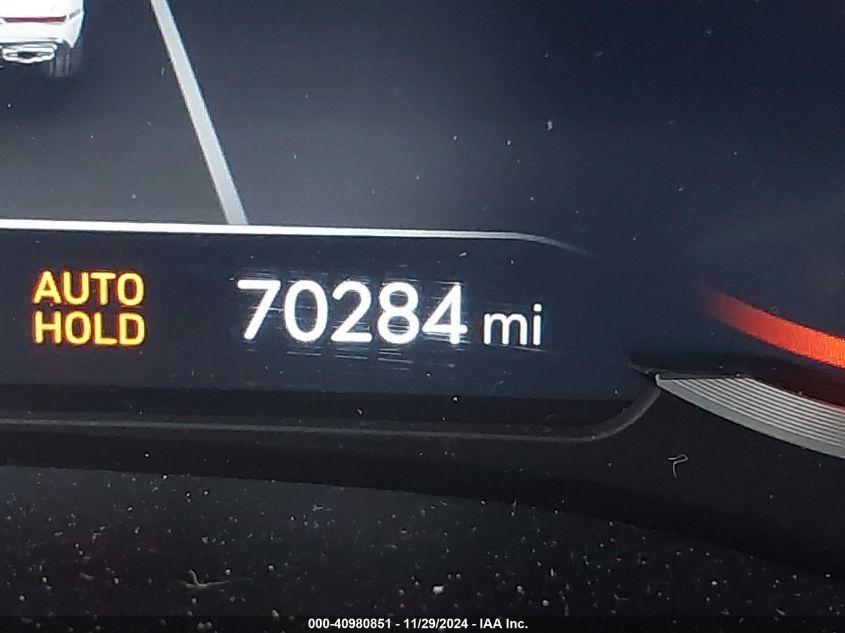 AUTO
HOLD
70284 mi
000-40980851 - 11/29/2024 - IAA Inc.